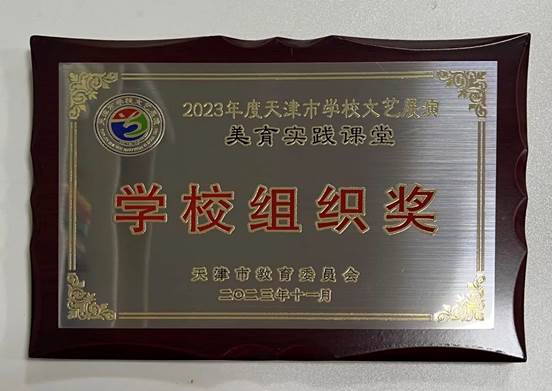 2023年度天津市学校文艺展演
美育实践课堂
学校组织奖
天津市教育委员会
二〇二三年十一月